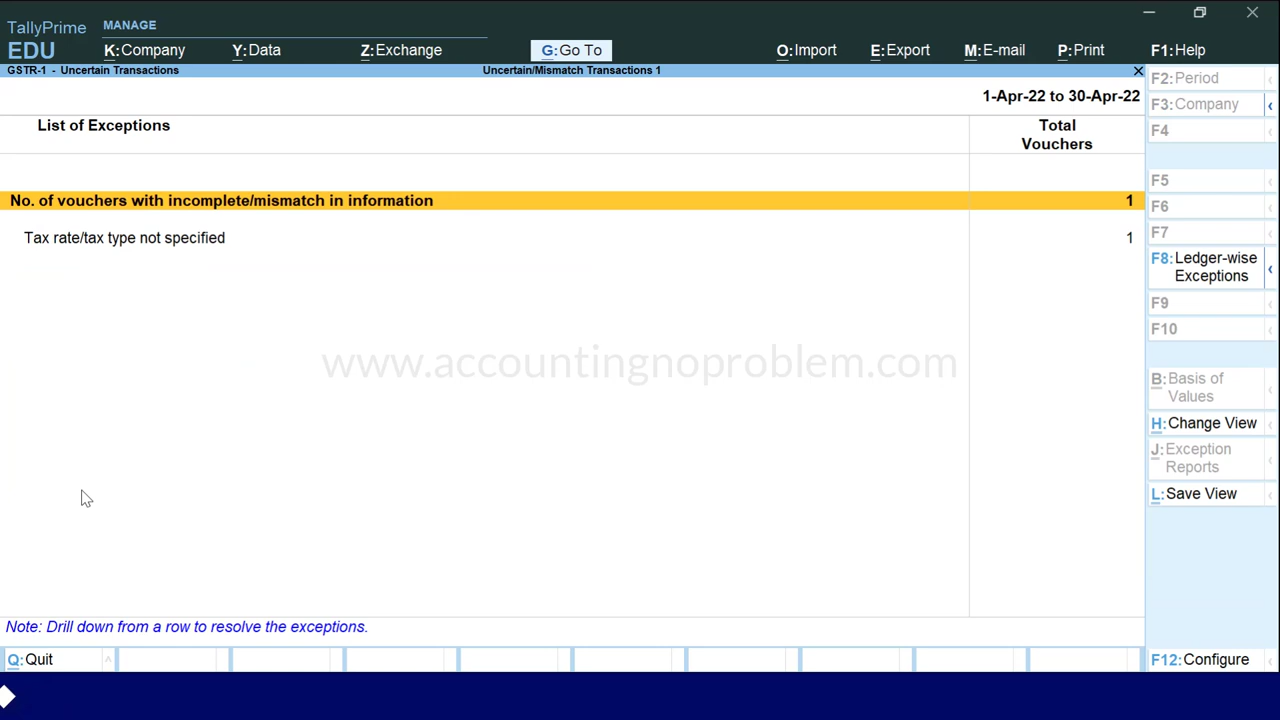 TallyPrime
EDU
MANAGE
K:Company
Y:Data
Z:Exchange
G:Go To
O:Import
E:Export
M:E-mail
P:Print
F1:Help
GSTR-1 - Uncertain Transactions
Uncertain/Mismatch Transactions 1
1-Apr-22 to 30-Apr-22
List of Exceptions
Total
Vouchers
No. of vouchers with incomplete/mismatch in information 1
Tax rate/tax type not specified 1
www.accountingnoproblem.com
Note: Drill down from a row to resolve the exceptions.
F2:Period
F3:Company
F4
F5
F6
F7
F8:Ledger-wise
Exceptions
F9
F10
B:Basis of
Values
H:Change View
J:Exception
Reports
L:Save View
Q:Quit
F12:Configure